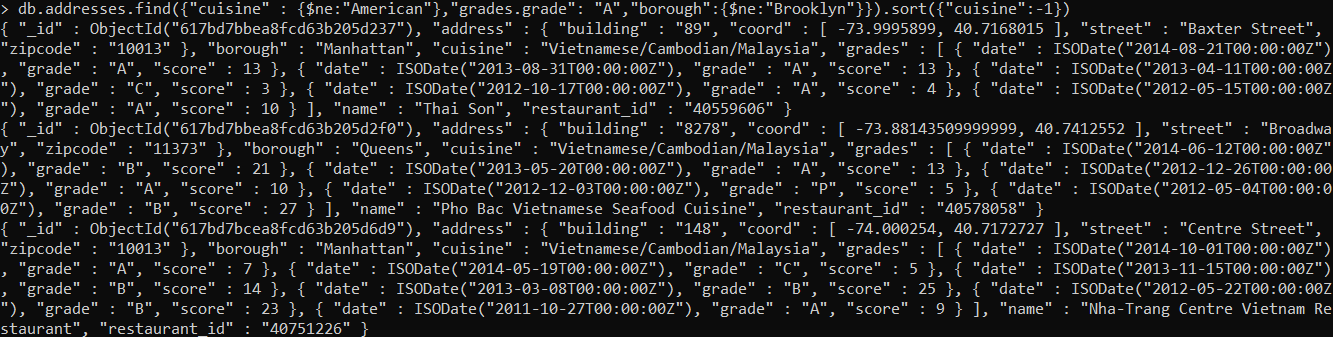 > db.addresses.find({"cuisine" : {$ne:"American"},"grades.grade": "A","borough":{$ne:"Brooklyn"}}).sort({"cuisine":-1})
{ "_id" : ObjectId("617bd7bbea8fcd63b205d237"), "address" : { "building" : "89", "coord" : [ -73.9995899, 40.7168015 ], "street" : "Baxter Street",
"zipcode" : "10013" }, "borough" : "Manhattan", "cuisine" : "Vietnamese/Cambodian/Malaysia", "grades" : [ { "date" : ISODate("2014-08-21T00:00:00Z")
, "grade" : "A", "score" : 13 }, { "date" : ISODate("2013-08-31T00:00:00Z"), "grade" : "A", "score" : 13 }, { "date" : ISODate("2013-04-11T00:00:00Z
"), "grade" : "C", "score" : 3 }, { "date" : ISODate("2012-10-17T00:00:00Z"), "grade" : "A", "score" : 4 }, { "date" : ISODate("2012-05-15T00:00:00Z
"), "grade" : "A", "score" : 10 } ], "name" : "Thai Son", "restaurant_id" : "40559606" }
{ "_id" : ObjectId("617bd7bbea8fcd63b205d2f0"), "address" : { "building" : "8278", "coord" : [ -73.88143509999999, 40.7412552 ], "street" : "Broadwa
y", "zipcode" : "11373" }, "borough" : "Queens", "cuisine" : "Vietnamese/Cambodian/Malaysia", "grades" : [ { "date" : ISODate("2014-06-12T00:00:00Z"
), "grade" : "B", "score" : 21 }, { "date" : ISODate("2013-05-20T00:00:00Z"), "grade" : "A", "score" : 13 }, { "date" : ISODate("2012-12-26T00:00:00
Z"), "grade" : "A", "score" : 10 }, { "date" : ISODate("2012-12-03T00:00:00Z"), "grade" : "P", "score" : 5 }, { "date" : ISODate("2012-05-04T00:00:0
0Z"), "grade" : "B", "score" : 27 } ], "name" : "Pho Bac Vietnamese Seafood Cuisine", "restaurant_id" : "40578058" }
{ "_id" : ObjectId("617bd7bcea8fcd63b205d6d9"), "address" : { "building" : "148", "coord" : [ -74.000254, 40.7172727 ], "street" : "Centre Street",
"zipcode" : "10013" }, "borough" : "Manhattan", "cuisine" : "Vietnamese/Cambodian/Malaysia", "grades" : [ { "date" : ISODate("2014-10-01T00:00:00Z")
, "grade" : "A", "score" : 7 }, { "date" : ISODate("2014-05-19T00:00:00Z"), "grade" : "C", "score" : 5 }, { "date" : ISODate("2013-11-15T00:00:00Z")
, "grade" : "B", "score" : 14 }, { "date" : ISODate("2013-03-08T00:00:00Z"), "grade" : "B", "score" : 25 }, { "date" : ISODate("2012-05-22T00:00:00Z
"), "grade" : "B", "score" : 23 }, { "date" : ISODate("2011-10-27T00:00:00Z"), "grade" : "A", "score" : 9 } ], "name" : "Nha-Trang Centre Vietnam Re
staurant", "restaurant_id" : "40751226" }